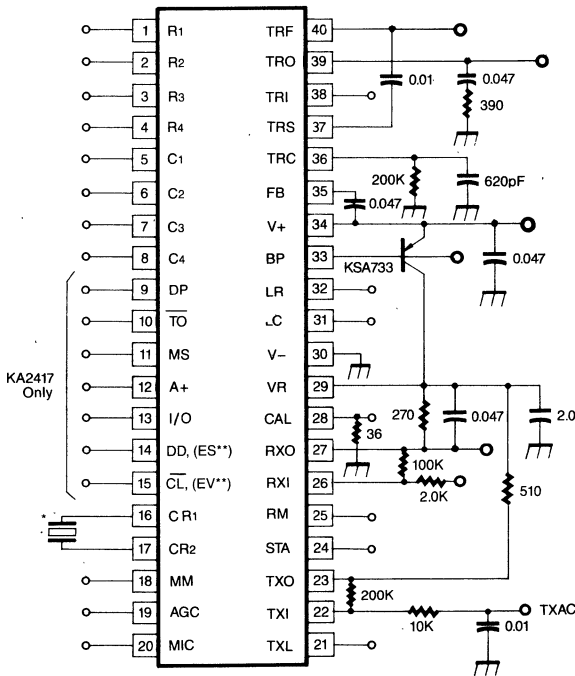 1 R1 TRF 40
2 R2 TRO 39
0.01
0.047
3 R3 TRI 38
390
4 R4 TRS 37
5 C1 TRC 36
200K
620pF
6 C2 FB 35
0.047
7 C3 V+ 34
8 C4 BP 33
KSA733
0.047
9 DP LR 32
10 TO .C 31
11 MS V− 30
KA2417
Only
12 A+ VR 29
13 I/O CAL 28
270
0.047
2.0
36
14 DD, (ES**) RXO 27
100K
15 CL, (EV**) RXI 26
2.0K
510
*
16 CR1 RM 25
17 CR2 STA 24
18 MM TXO 23
200K
19 AGC TXI 22
TXAC
10K
0.01
20 MIC TXL 21